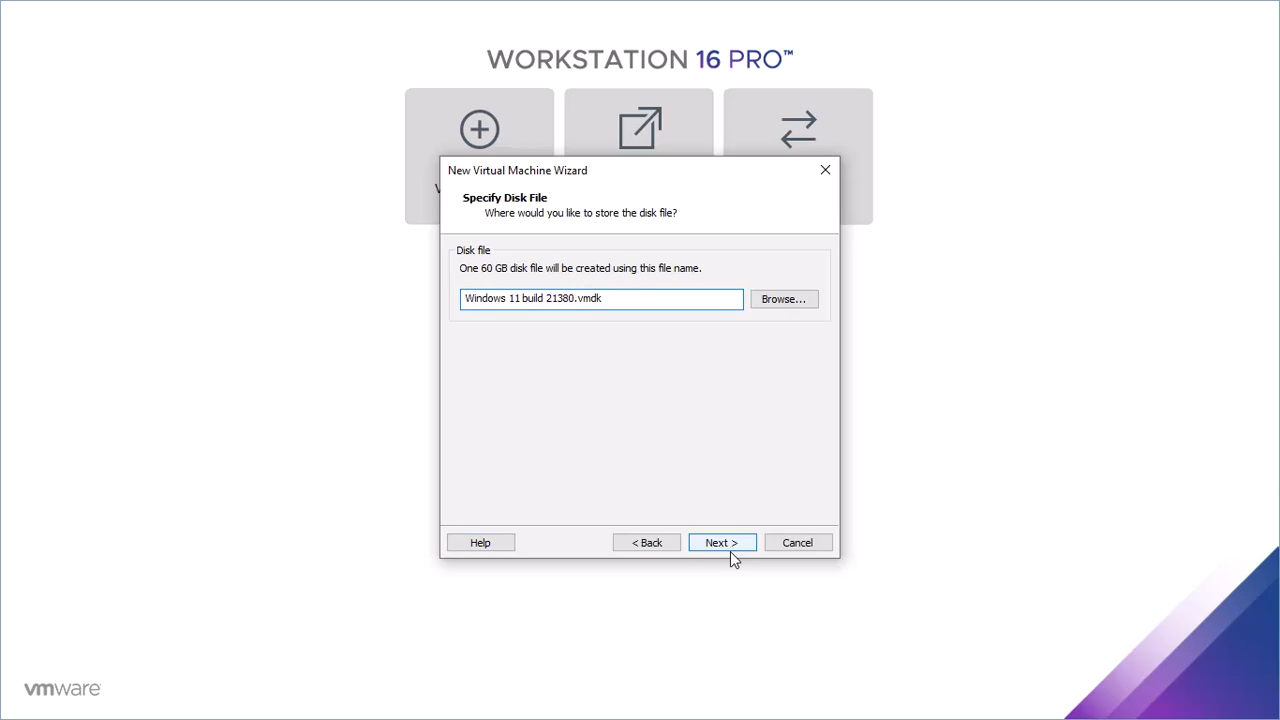 WORKSTATION 16 PRO™
New Virtual Machine Wizard
Specify Disk File
Where would you like to store the disk file?
Disk file
One 60 GB disk file will be created using this file name.
Windows 11 build 21380.vmdk
Browse...
Help
< Back
Next >
Cancel
vmware